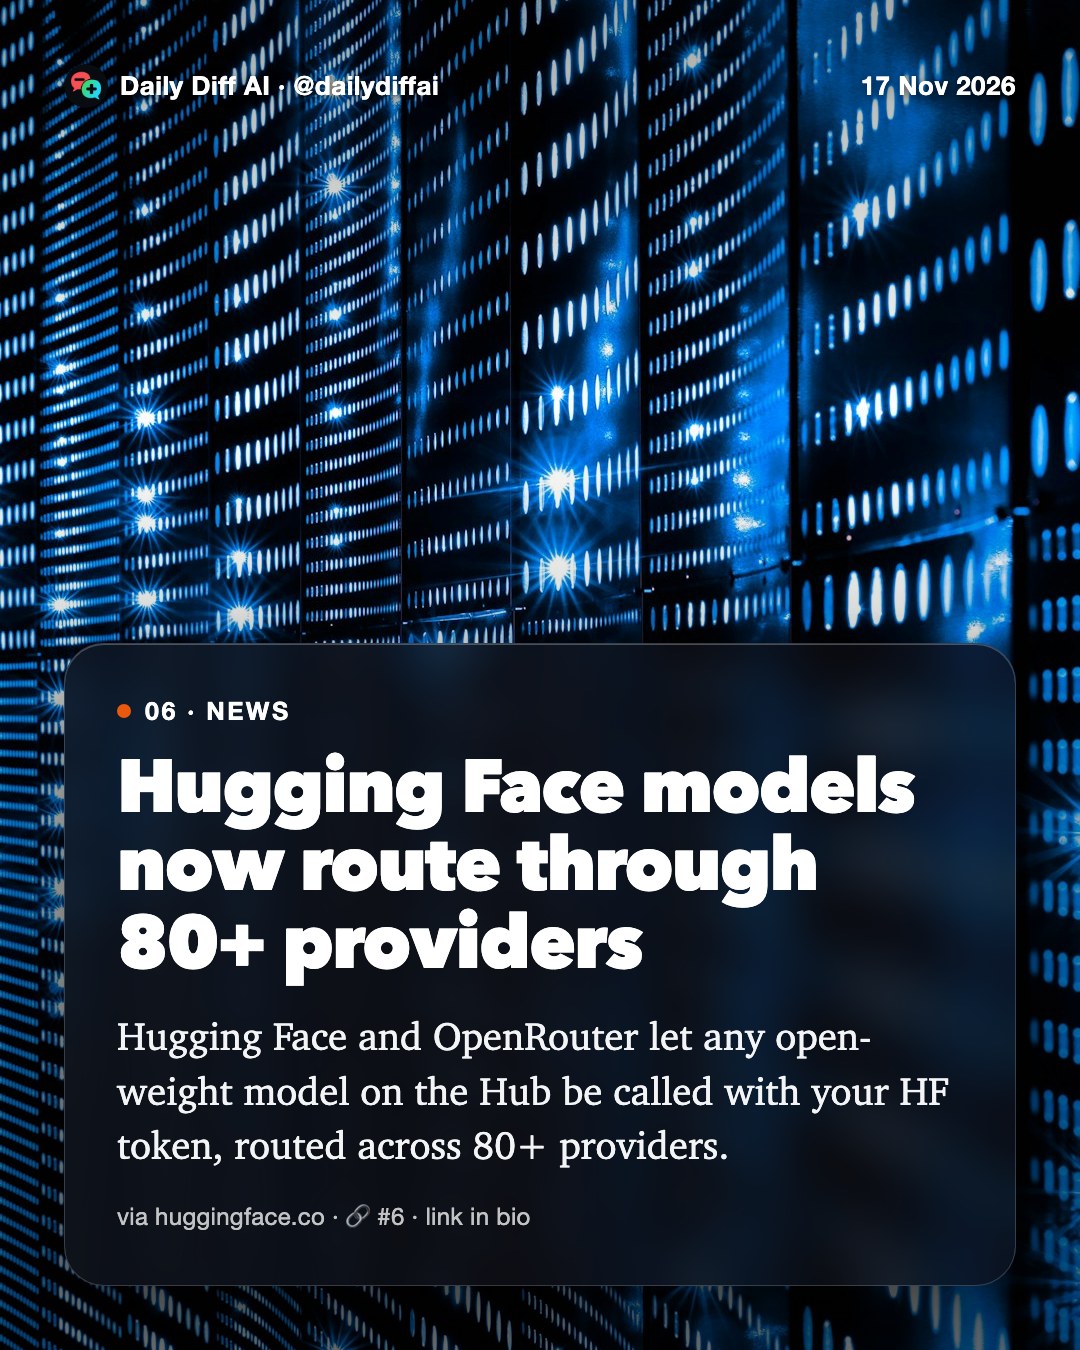 Daily Diff AI · @dailydiffai
17 Nov 2026
06 · NEWS
Hugging Face models
now route through
80+ providers
Hugging Face and OpenRouter let any open-
weight model on the Hub be called with your HF
token, routed across 80+ providers.
via huggingface.co · 🔗 #6 · link in bio